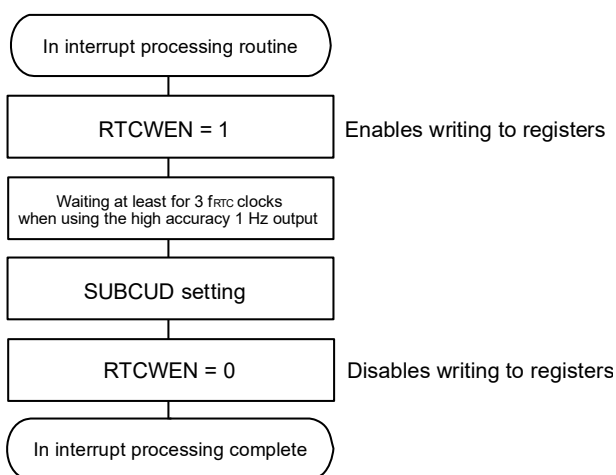 In interrupt processing routine
RTCWEN = 1
Enables writing to registers
Waiting at least for 3 fRTC clocks
when using the high accuracy 1 Hz output
SUBCUD setting
RTCWEN = 0
Disables writing to registers
In interrupt processing complete